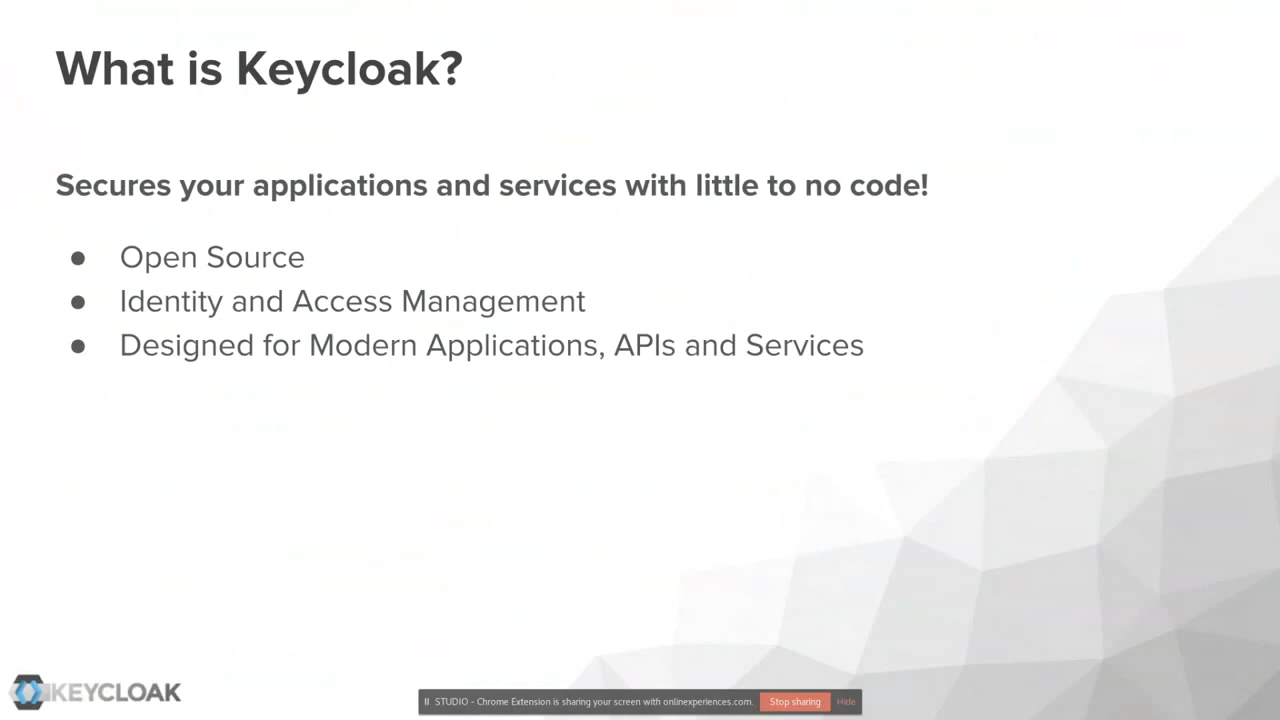 What is Keycloak?
Secures your applications and services with little to no code!
● Open Source
● Identity and Access Management
● Designed for Modern Applications, APIs and Services
KEYCLOAK
STUDIO - Chrome Extension is sharing your screen with onlinexperiences.com. Stop sharing Hide